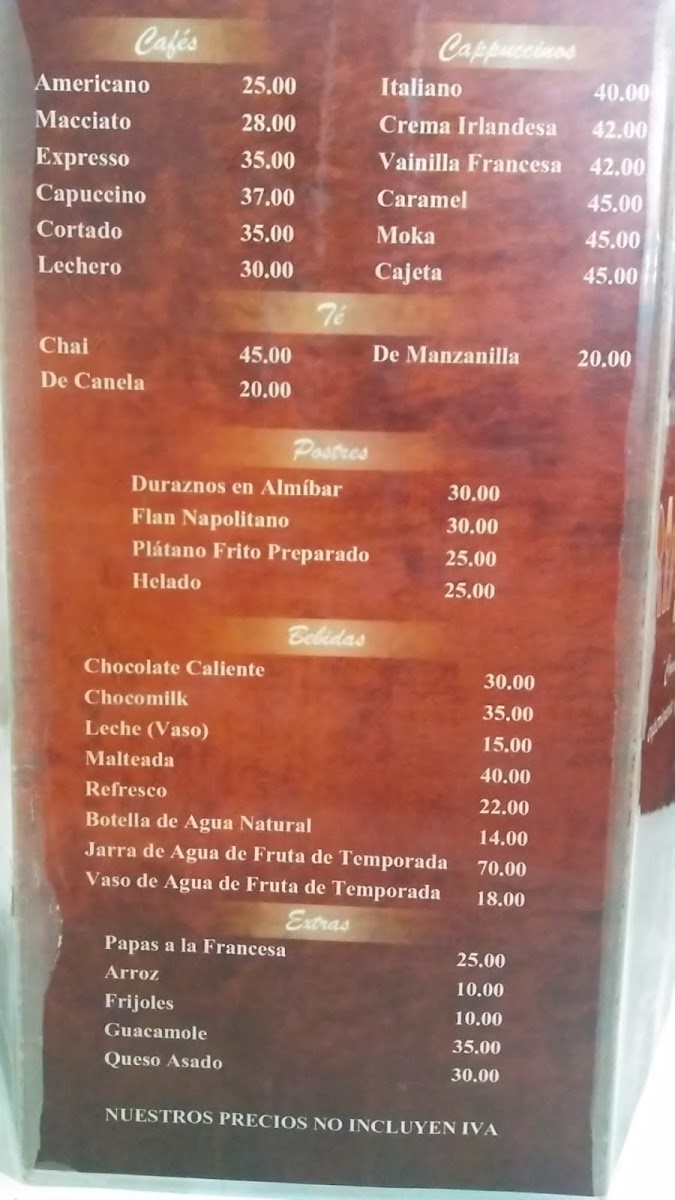 Cafés
Americano 25.00
Macciato 28.00
Expresso 35.00
Capuccino 37.00
Cortado 35.00
Lechero 30.00
Cappuccinos
Italiano 40.00
Crema Irlandesa 42.00
Vainilla Francesa 42.00
Caramel 45.00
Moka 45.00
Cajeta 45.00
Té
Chai 45.00 De Manzanilla 20.00
De Canela 20.00
Postres
Duraznos en Almíbar 30.00
Flan Napolitano 30.00
Plátano Frito Preparado 25.00
Helado 25.00
Bebidas
Chocolate Caliente 30.00
Chocomilk 35.00
Leche (Vaso) 15.00
Malteada 40.00
Refresco 22.00
Botella de Agua Natural 14.00
Jarra de Agua de Fruta de Temporada 70.00
Vaso de Agua de Fruta de Temporada 18.00
Extras
Papas a la Francesa 25.00
Arroz 10.00
Frijoles 10.00
Guacamole 35.00
Queso Asado 30.00
NUESTROS PRECIOS NO INCLUYEN IVA